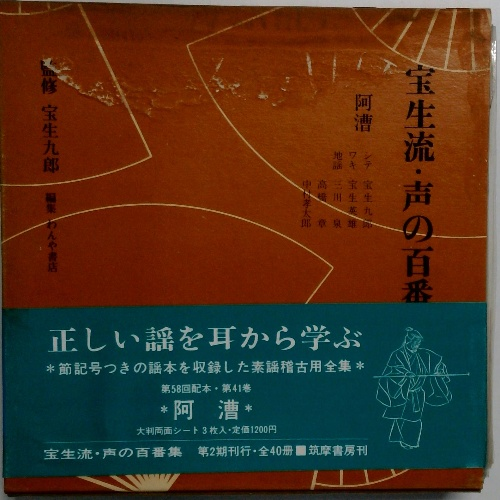 宝生流・声の百番
阿漕
シテ 宝生九郎
ワキ 宝生英雄
地謡 三川泉
高橋章
中村孝太郎
監修 宝生九郎
編集 わんや書店
正しい謡を耳から学ぶ
*節記号つきの謡本を収録した素謡稽古用全集*
第58回配本・第41巻
*阿漕*
大判両面シート3枚入・定価1200円
宝生流・声の百番集 第2期刊行・全40冊■筑摩書房刊